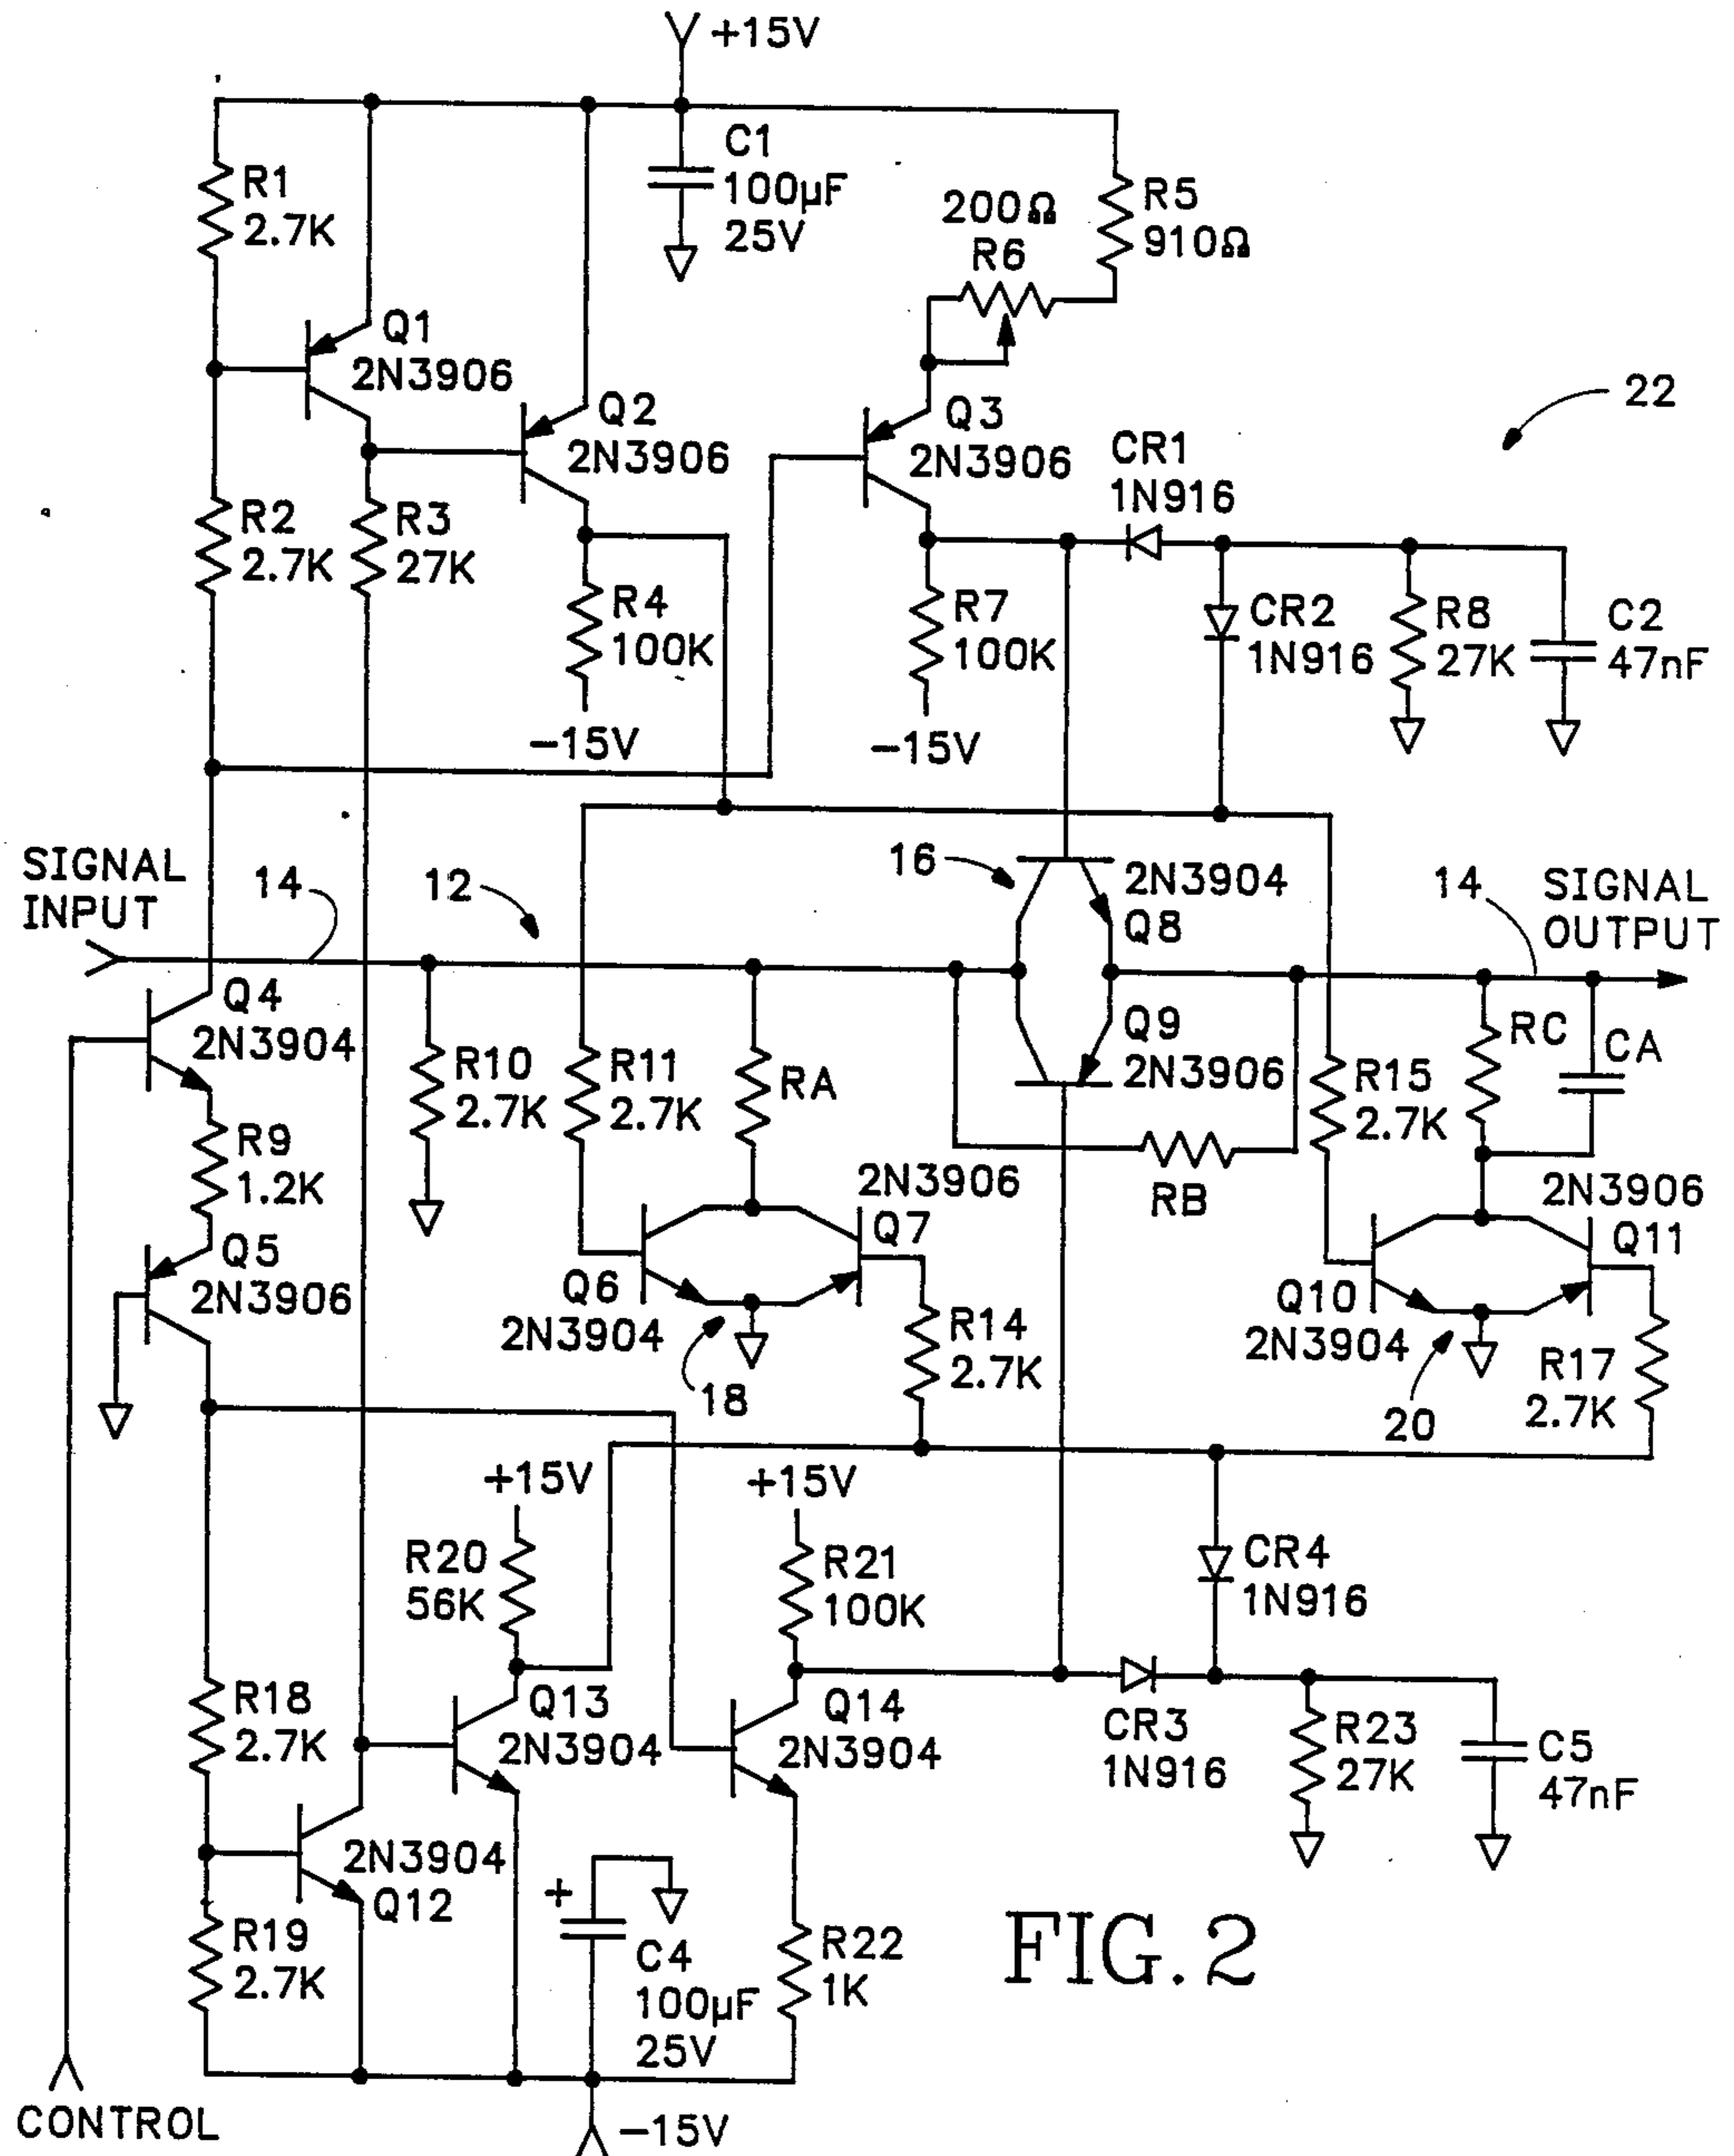 +15V
R1
2.7K
C1
100µF
25V
200Ω
R6
R5
910Ω
Q1
2N3906
Q2
2N3906
Q3
2N3906
22
CR1
1N916
R2
2.7K
R3
27K
R4
100K
-15V
R7
100K
-15V
CR2
1N916
R8
27K
C2
47nF
SIGNAL
INPUT
14
12
16
2N3904
Q8
14
SIGNAL
OUTPUT
Q4
2N3904
R10
2.7K
R11
2.7K
RA
Q9
2N3906
R15
2.7K
RC
CA
R9
1.2K
RB
Q5
2N3906
2N3906
Q7
Q6
2N3904
18
R14
2.7K
2N3906
Q11
Q10
2N3904
20
R17
2.7K
+15V
R20
56K
+15V
R21
100K
CR4
1N916
R18
2.7K
Q13
2N3904
Q14
2N3904
CR3
1N916
R23
27K
C5
47nF
2N3904
Q12
R19
2.7K
+
C4
100µF
25V
R22
1K
FIG. 2
CONTROL
-15V